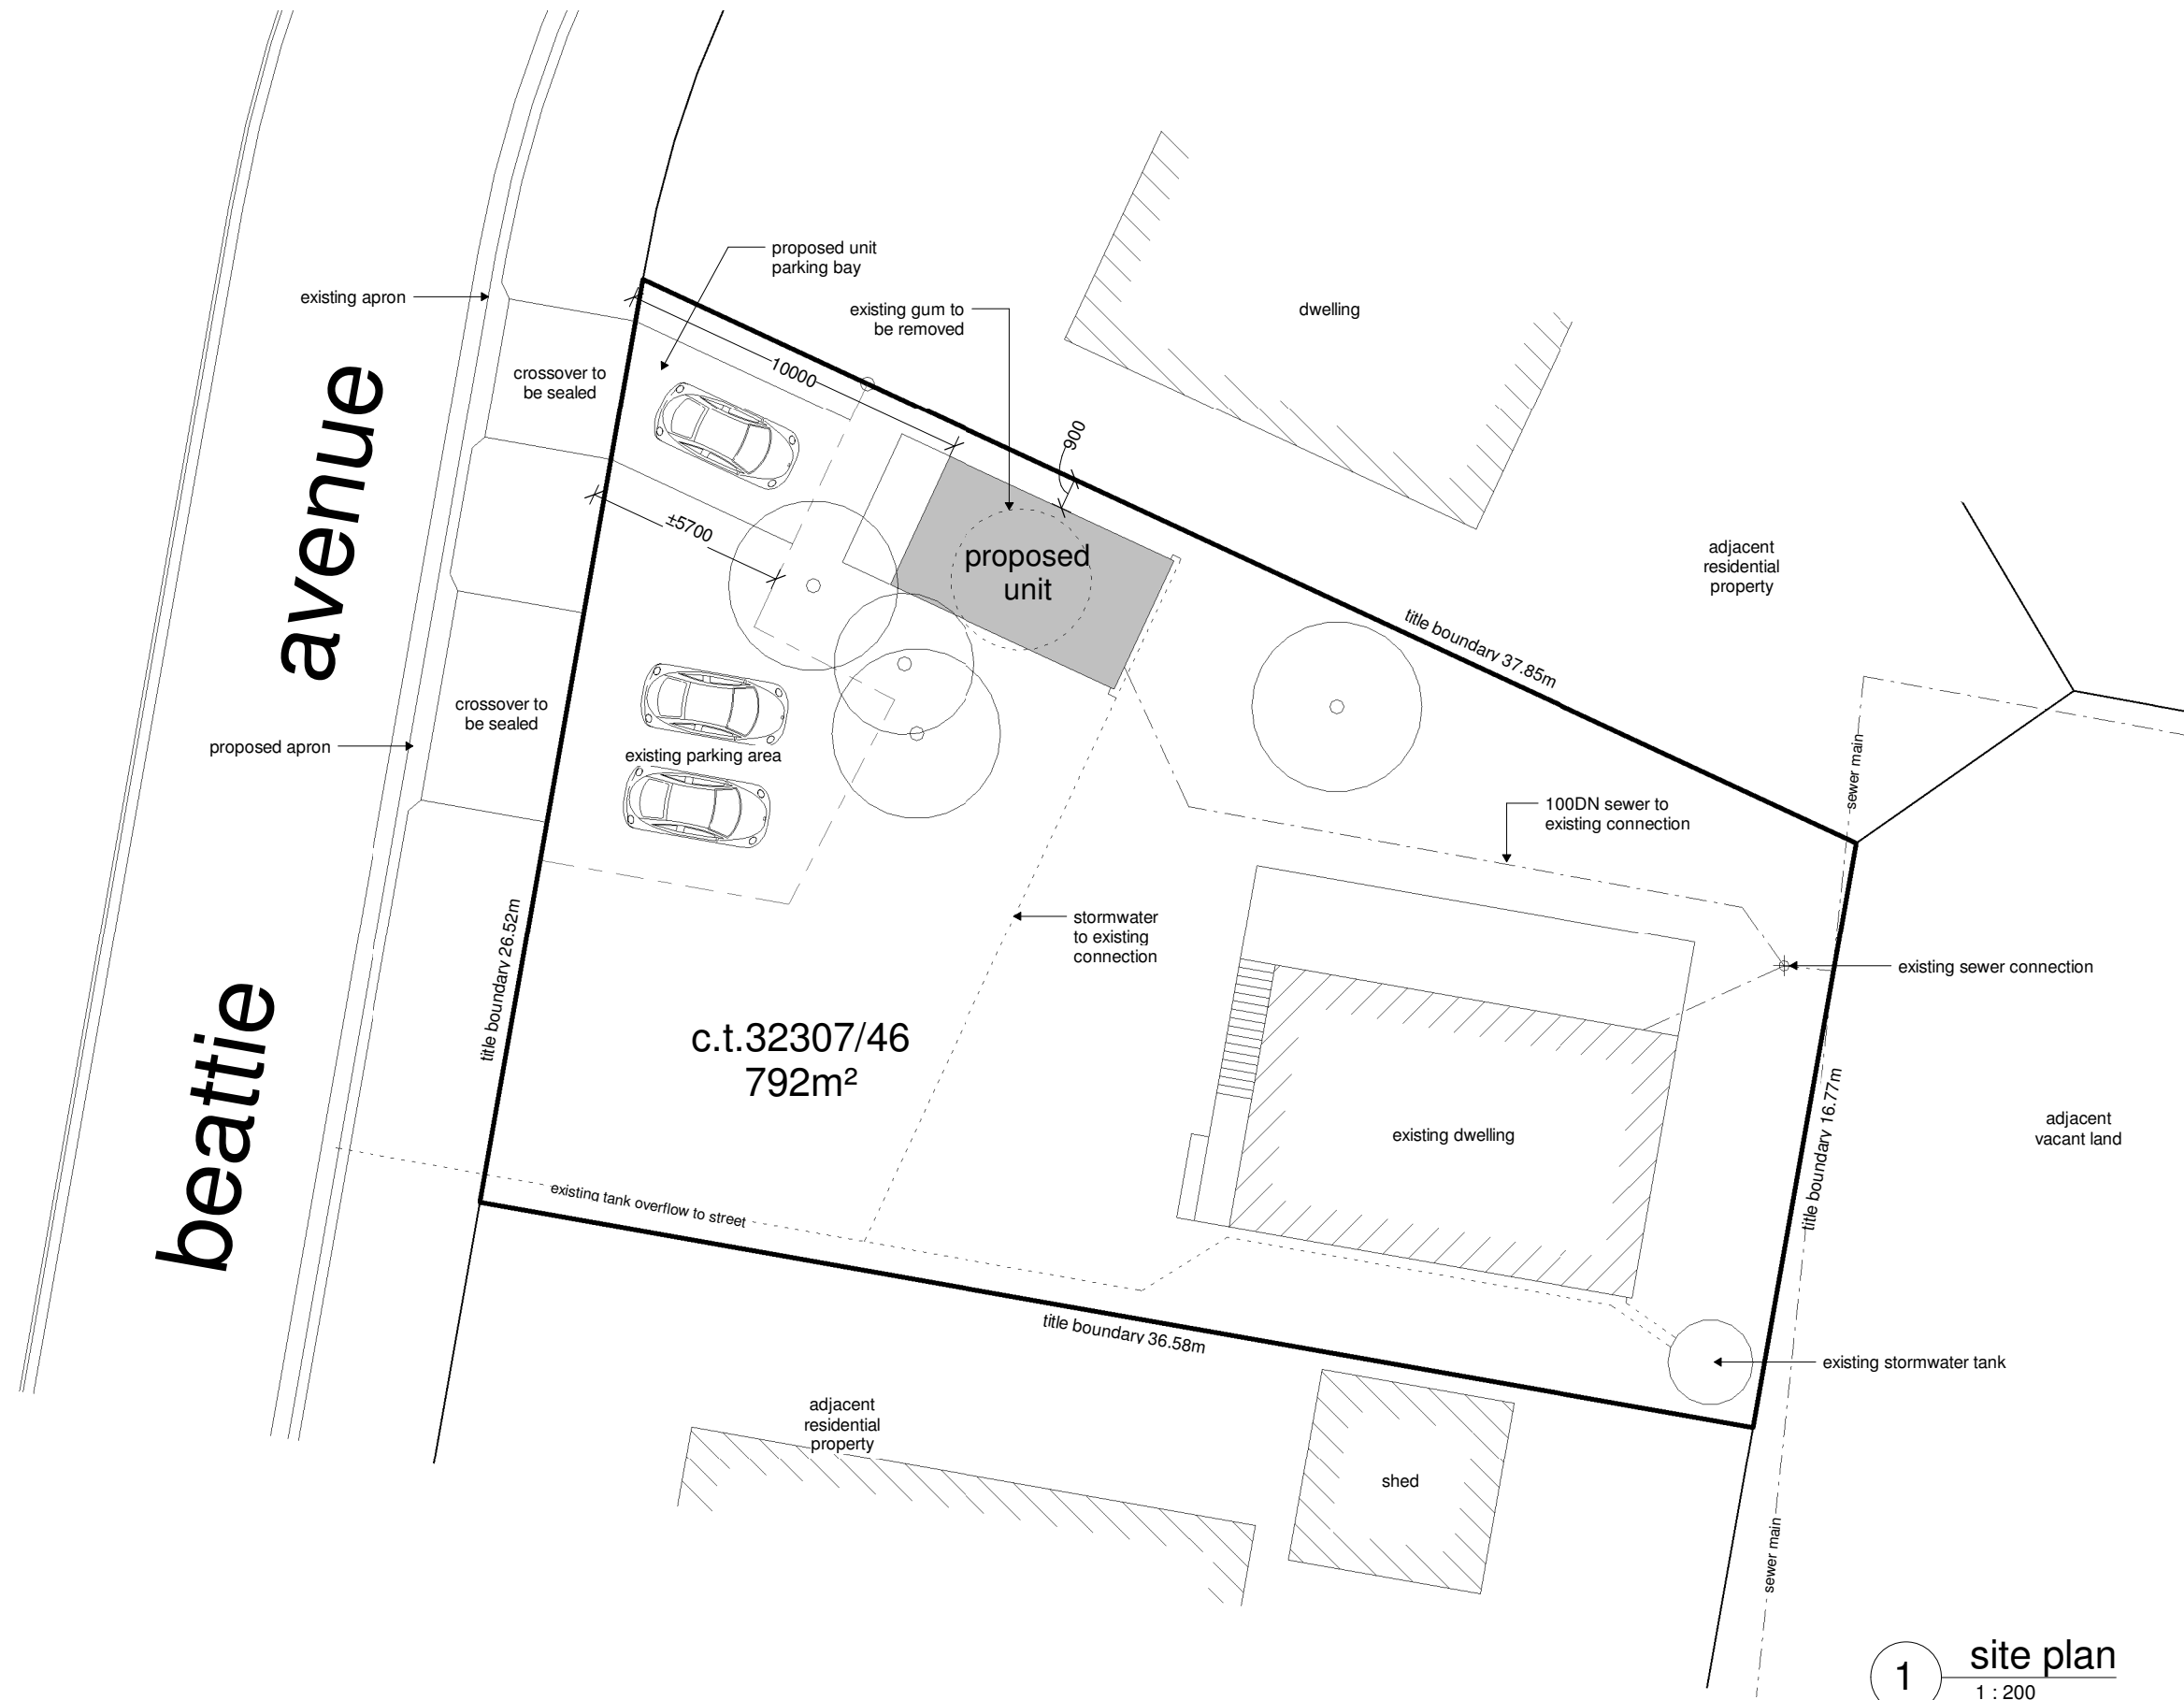 proposed unit
parking bay
existing apron
existing gum to
be removed
dwelling
crossover to
be sealed
10000
900
±5700
proposed
unit
adjacent
residential
property
title boundary 37.85m
avenue
crossover to
be sealed
proposed apron
existing parking area
sewer main
100DN sewer to
existing connection
stormwater
to existing
connection
existing sewer connection
title boundary 26.52m
c.t.32307/46
792m²
beattie
existing dwelling
title boundary 16.77m
adjacent
vacant land
existing tank overflow to street
title boundary 36.58m
existing stormwater tank
adjacent
residential
property
shed
sewer main
1
site plan
1 : 200